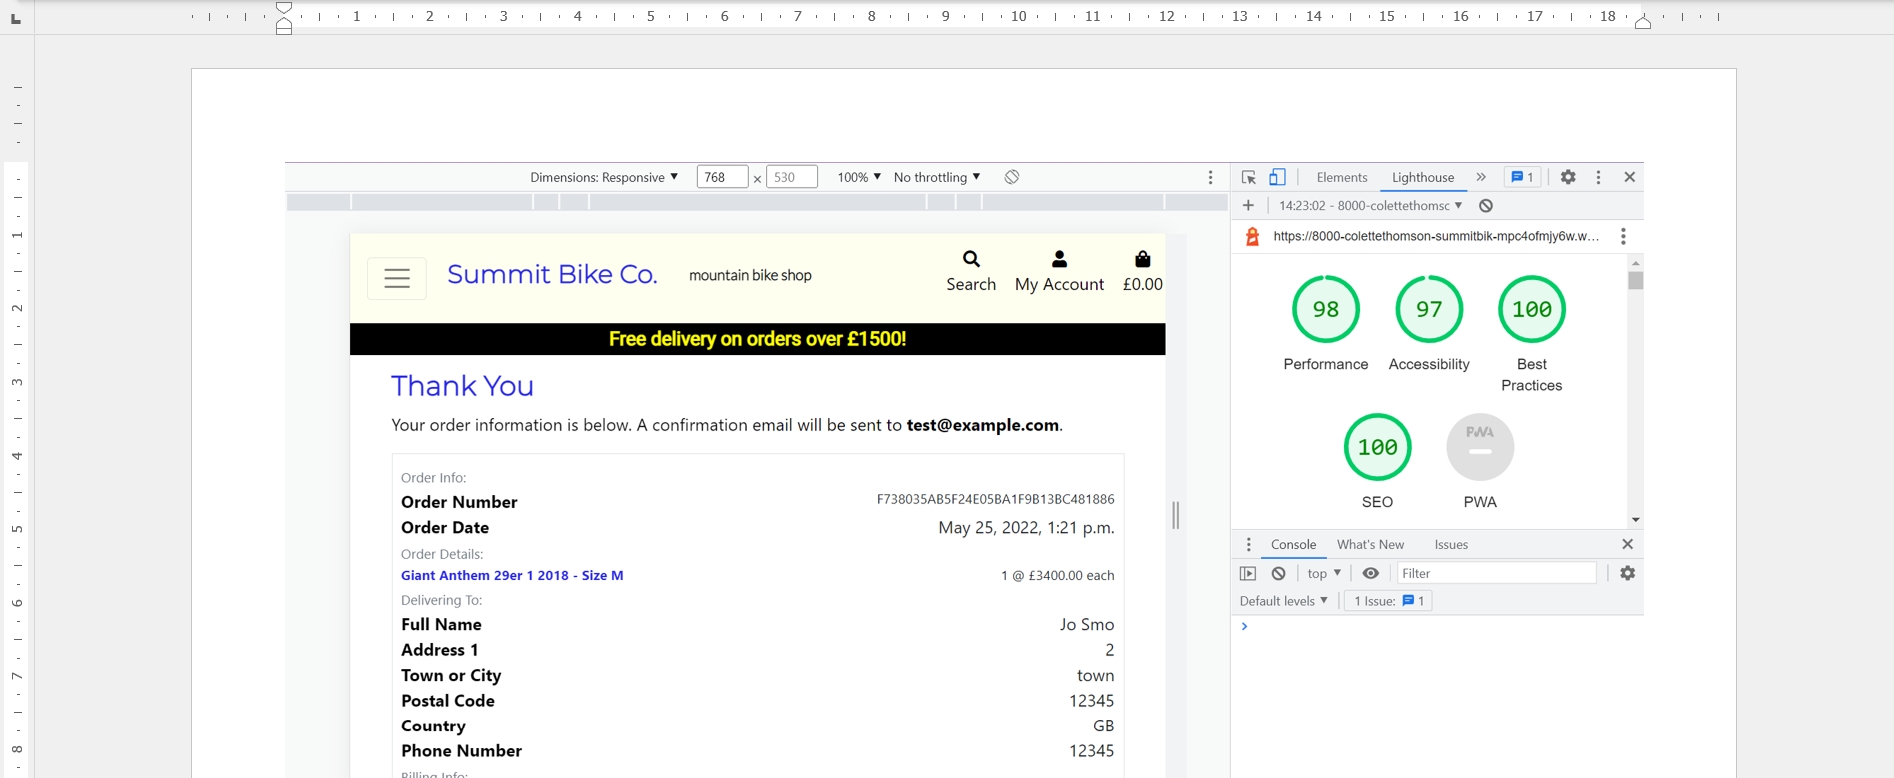 1 2 3 4 5 6 7 8 9 10 11 12 13 14 15 16 17 18
Dimensions: Responsive 768 × 530 100% No throttling
Elements Lighthouse » 1
14:23:02 - 8000-colettethomsc
https://8000-colettethomson-summitbik-mpc4ofmjy6w.w...
Summit Bike Co. mountain bike shop
Search My Account £0.00
Free delivery on orders over £1500!
Thank You
Your order information is below. A confirmation email will be sent to test@example.com.
Order Info:
Order Number F738035AB5F24E05BA1F9B13BC481886
Order Date May 25, 2022, 1:21 p.m.
Order Details:
Giant Anthem 29er 1 2018 - Size M 1 @ £3400.00 each
Delivering To:
Full Name Jo Smo
Address 1 2
Town or City town
Postal Code 12345
Country GB
Phone Number 12345
Billing Info:
98 97 100
Performance Accessibility Best
Practices
100 PWA
SEO PWA
Console What's New Issues
top Filter
Default levels 1 Issue: 1
1
2
3
4
5
6
7
8